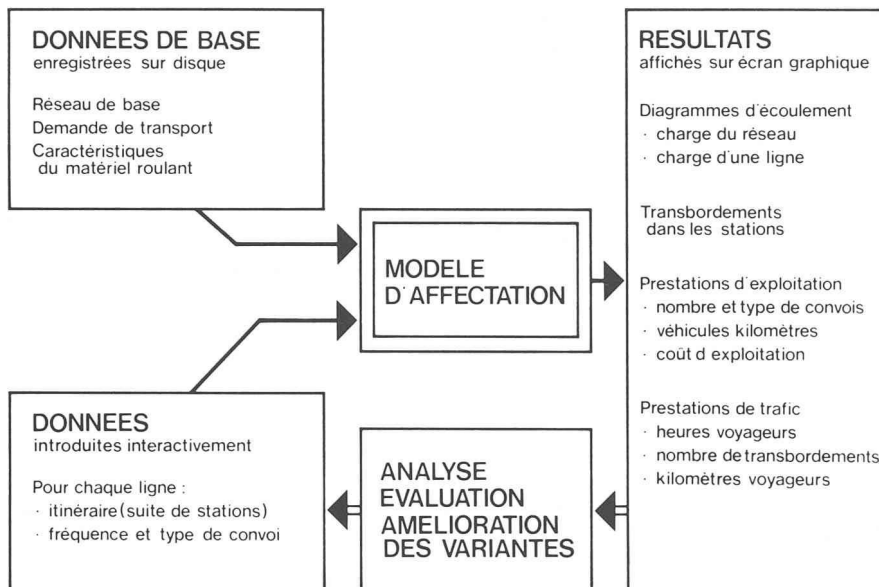 DONNEES DE BASE
enregistrées sur disque
Réseau de base
Demande de transport
Caractéristiques
du matériel roulant
MODELE
D'AFFECTATION
RESULTATS
affichés sur écran graphique
Diagrammes d'écoulement
· charge du réseau
· charge d'une ligne
Transbordements
dans les stations
Prestations d'exploitation
· nombre et type de convois
· véhicules kilomètres
· coût d exploitation
Prestations de trafic
· heures voyageurs
· nombre de transbordements
· kilomètres voyageurs
DONNEES
introduites interactivement
Pour chaque ligne :
· itinéraire (suite de stations)
· fréquence et type de convoi
ANALYSE
EVALUATION
AMELIORATION
DES VARIANTES